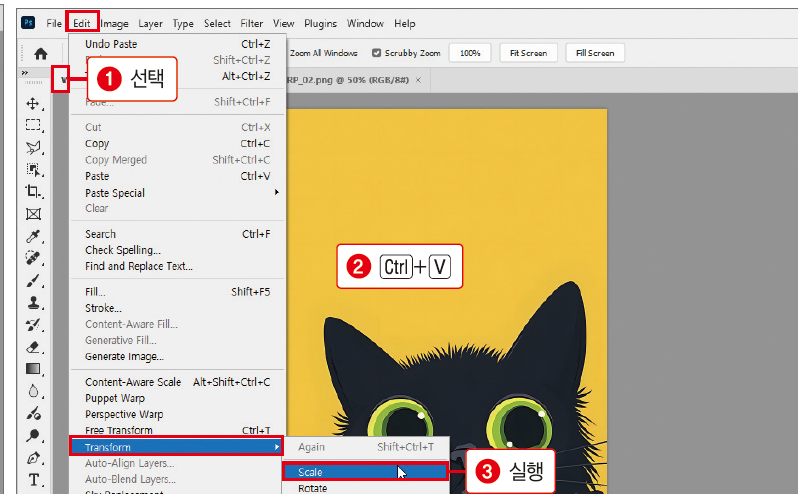 Ps File Edit Image Layer Type Select Filter View Plugins Window Help
Zoom All Windows Scrubby Zoom 100% Fit Screen Fill Screen
RP_02.png @ 50% (RGB/8#) ×
1 선택
Undo Paste Ctrl+Z
Shift+Ctrl+Z
Alt+Ctrl+Z
Fade... Shift+Ctrl+F
Cut Ctrl+X
Copy Ctrl+C
Copy Merged Shift+Ctrl+C
Paste Ctrl+V
Paste Special
Clear
Search Ctrl+F
Check Spelling...
Find and Replace Text...
2 Ctrl+V
Fill... Shift+F5
Stroke...
Content-Aware Fill...
Generative Fill...
Generate Image...
Content-Aware Scale Alt+Shift+Ctrl+C
Puppet Warp
Perspective Warp
Free Transform Ctrl+T
Transform
Auto-Align Layers...
Auto-Blend Layers...
Again Shift+Ctrl+T
Scale
3 실행
Rotate